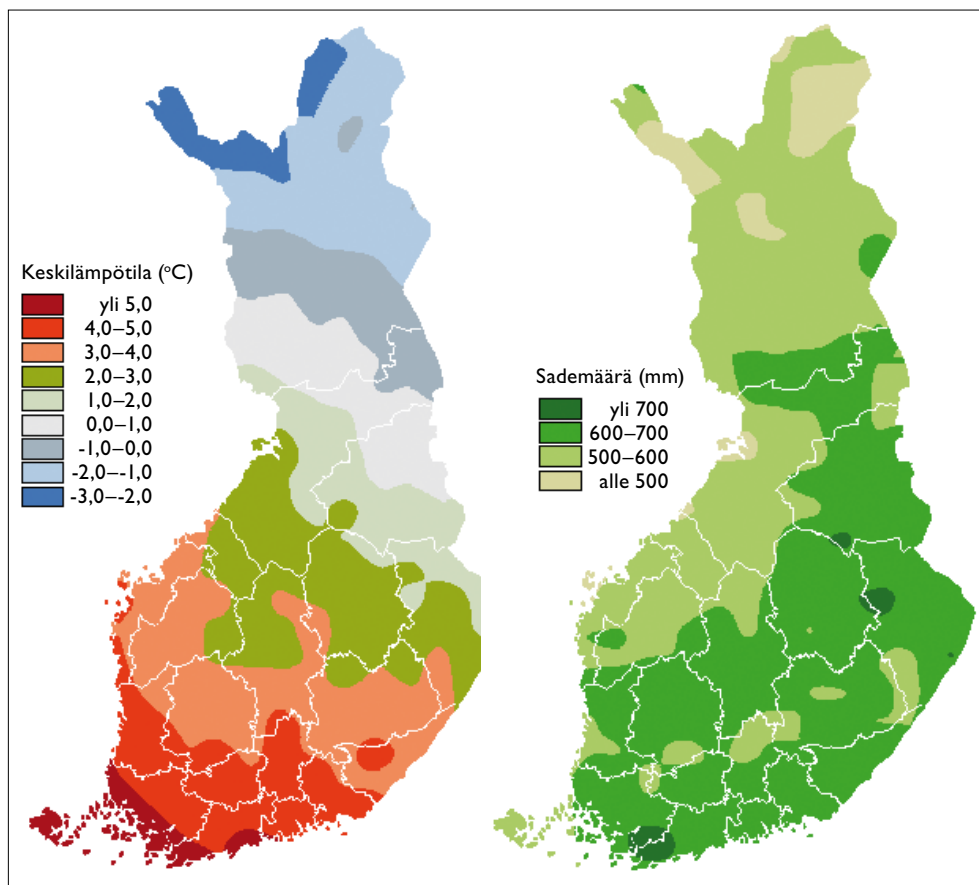 Keskilämpötila (°C)
yli 5,0
4,0–5,0
3,0–4,0
2,0–3,0
1,0–2,0
0,0–1,0
-1,0–0,0
-2,0–-1,0
-3,0–-2,0
Sademäärä (mm)
yli 700
600–700
500–600
alle 500